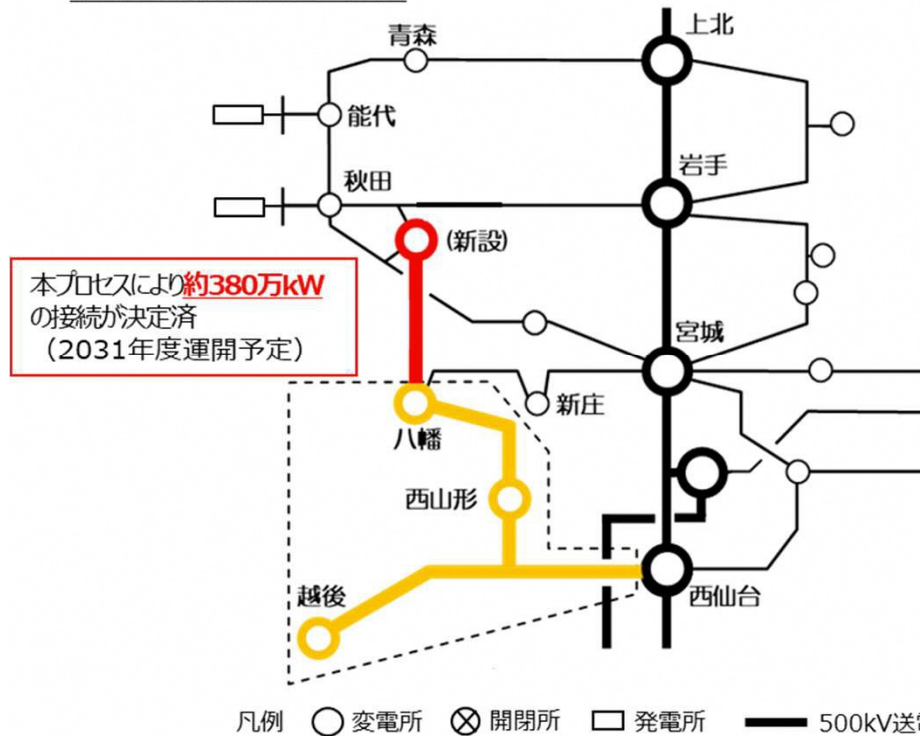 上北
青森
能代
岩手
秋田
(新設)
本プロセスにより約380万kW
の接続が決定済
（2031年度運開予定）
宮城
新庄
八幡
西山形
越後
西仙台
凡例 変電所 開閉所 発電所 500kV送